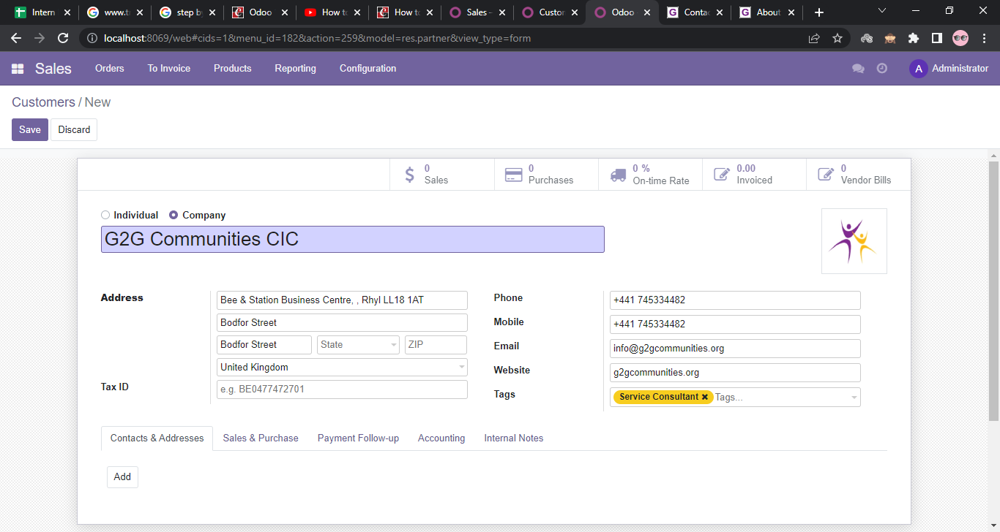 Intern www.t step b Odoo How to How to Sales - Custor Odoo Contac About
localhost:8069/web#cids=1&menu_id=182&action=259&model=res.partner&view_type=form
Sales Orders To Invoice Products Reporting Configuration A Administrator
Customers / New
Save Discard
0 Sales
0 Purchases
0 % On-time Rate
0.00 Invoiced
0 Vendor Bills
Individual Company
G2G Communities CIC
Address
Bee & Station Business Centre, , Rhyl LL18 1AT
Bodfor Street
Bodfor Street State ZIP
United Kingdom
Tax ID e.g. BE0477472701
Phone +441 745334482
Mobile +441 745334482
Email info@g2gcommunities.org
Website g2gcommunities.org
Tags Service Consultant Tags...
Contacts & Addresses Sales & Purchase Payment Follow-up Accounting Internal Notes
Add